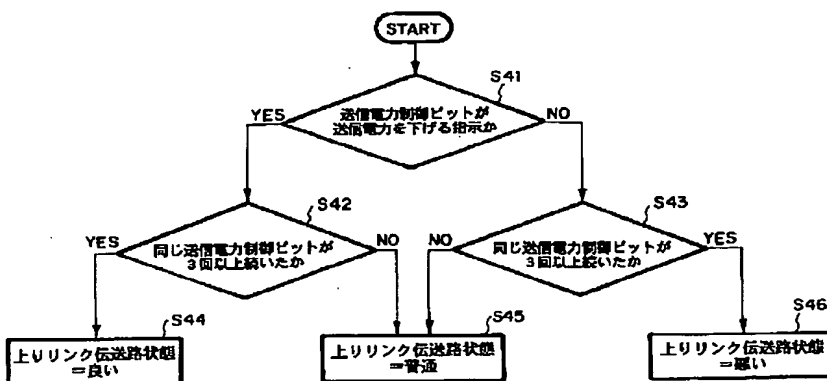 START
S41
送信電力制御ビットが
送信電力を下げる指示か
YES
NO
S42
同じ送信電力制御ビットが
3回以上続いたか
YES
NO
S43
同じ送信電力制御ビットが
3回以上続いたか
NO
YES
S44
上りリンク伝送路状態
=良い
S45
上りリンク伝送路状態
=普通
S46
上りリンク伝送路状態
=悪い